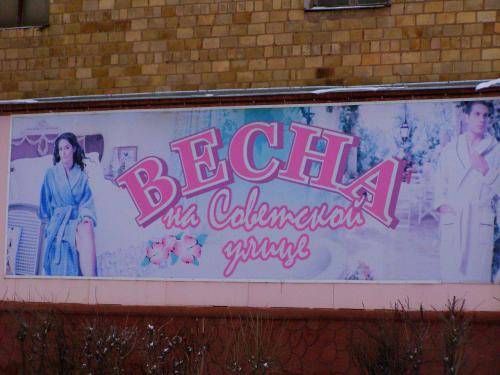 ВЕСНА
на Советской
улице